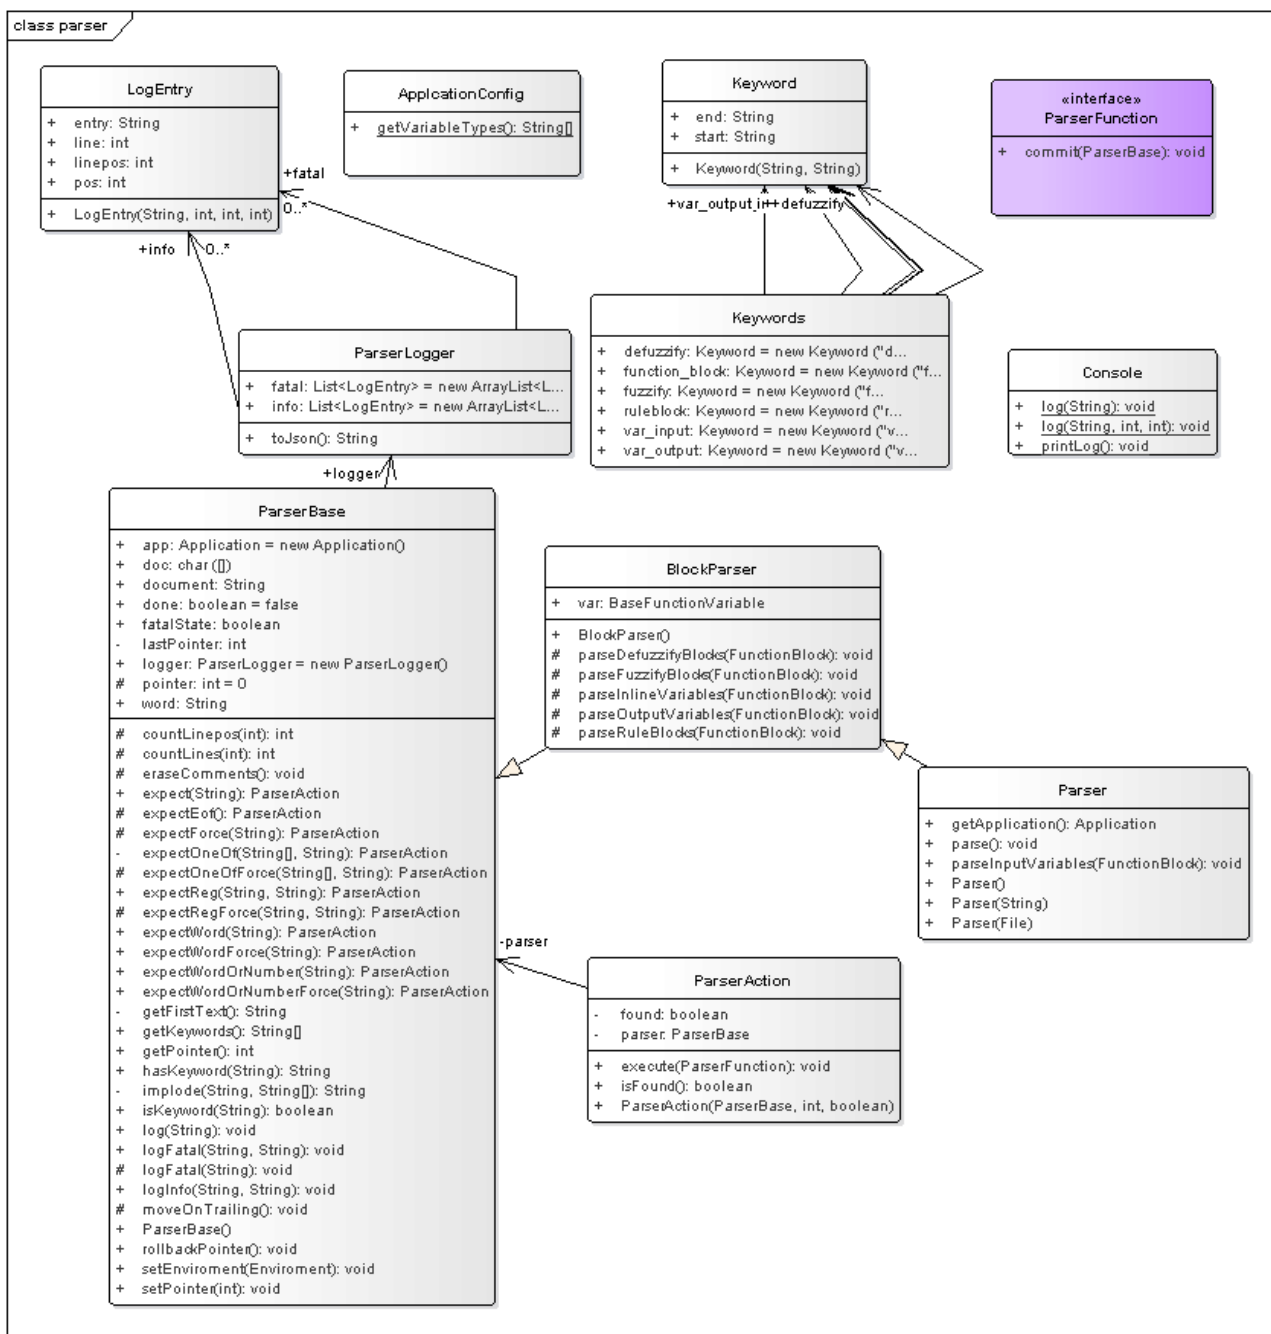 class parser
LogEntry
+ entry: String
+ line: int
+ linepos: int
+ pos: int
+ LogEntry(String, int, int, int)
ApplcationConfig
+ getVariableTypes(): String[]
Keyword
+ end: String
+ start: String
+ Keyword(String, String)
«interface»
ParserFunction
+ commit(ParserBase): void
+fatal
0..*
+info
0..*
+var_output
+defuzzify
ParserLogger
+ fatal: List<LogEntry> = new ArrayList<L...
+ info: List<LogEntry> = new ArrayList<L...
+ toJson(): String
Keywords
+ defuzzify: Keyword = new Keyword ("d...
+ function_block: Keyword = new Keyword ("f...
+ fuzzify: Keyword = new Keyword ("f...
+ ruleblock: Keyword = new Keyword ("r...
+ var_input: Keyword = new Keyword ("v...
+ var_output: Keyword = new Keyword ("v...
Console
+ log(String): void
+ log(String, int, int): void
+ printLog(): void
+logger
ParserBase
+ app: Application = new Application()
+ doc: char ([])
+ document: String
+ done: boolean = false
+ fatalState: boolean
- lastPointer: int
+ logger: ParserLogger = new ParserLogger()
# pointer: int = 0
+ word: String
# countLinepos(int): int
# countLines(int): int
# eraseComments(): void
+ expect(String): ParserAction
# expectEof(): ParserAction
# expectForce(String): ParserAction
- expectOneOf(String[], String): ParserAction
# expectOneOfForce(String[], String): ParserAction
+ expectReg(String, String): ParserAction
# expectRegForce(String, String): ParserAction
+ expectWord(String): ParserAction
+ expectWordForce(String): ParserAction
+ expectWordOrNumber(String): ParserAction
+ expectWordOrNumberForce(String): ParserAction
- getFirstText(): String
+ getKeywords(): String[]
+ getPointer(): int
+ hasKeyword(String): String
- implode(String, String[]): String
+ isKeyword(String): boolean
+ log(String): void
+ logFatal(String, String): void
# logFatal(String): void
+ logInfo(String, String): void
# moveOnTrailing(): void
+ ParserBase()
+ rollbackPointer(): void
+ setEnviroment(Enviroment): void
+ setPointer(int): void
BlockParser
+ var: BaseFunctionVariable
+ BlockParser()
# parseDefuzzifyBlocks(FunctionBlock): void
# parseFuzzifyBlocks(FunctionBlock): void
# parseInlineVariables(FunctionBlock): void
# parseOutputVariables(FunctionBlock): void
# parseRuleBlocks(FunctionBlock): void
Parser
+ getApplication(): Application
+ parse(): void
+ parseInputVariables(FunctionBlock): void
+ Parser()
+ Parser(String)
+ Parser(File)
-parser
ParserAction
- found: boolean
- parser: ParserBase
+ execute(ParserFunction): void
+ isFound(): boolean
+ ParserAction(ParserBase, int, boolean)